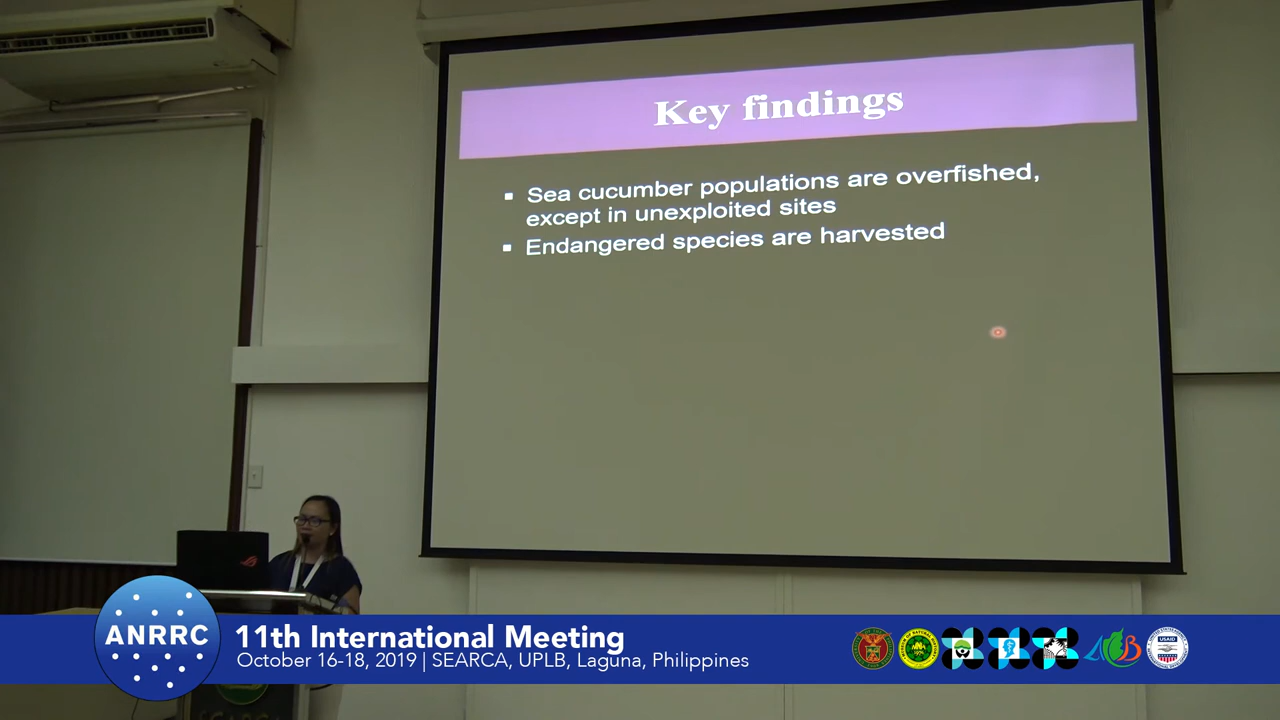 Key findings
▪ Sea cucumber populations are overfished,
except in unexploited sites
▪ Endangered species are harvested
ANRRC
11th International Meeting
October 16-18, 2019 | SEARCA, UPLB, Laguna, Philippines
USAID